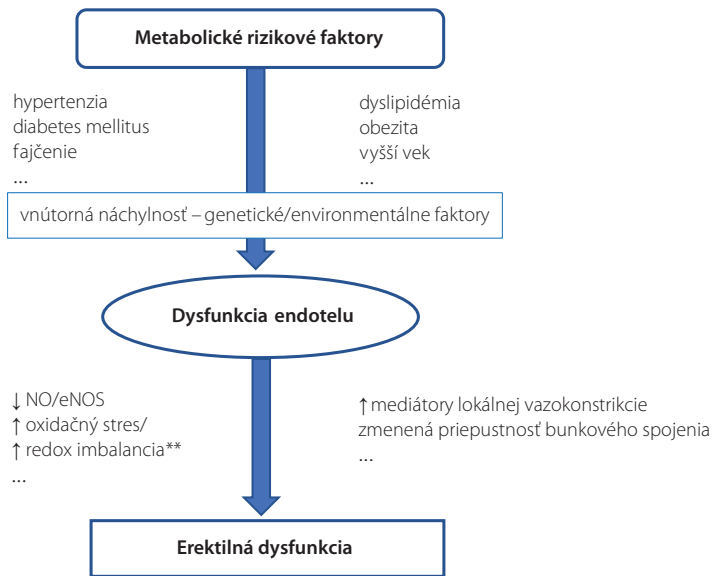 Metabolické rizikové faktory
hypertenzia
diabetes mellitus
fajčenie
...
dyslipidémia
obezita
vyšší vek
...
vnútorná náchylnosť – genetické/environmentálne faktory
Dysfunkcia endotelu
↓ NO/eNOS
↑ oxidačný stres/
↑ redox imbalancia**
...
↑ mediátory lokálnej vazokonstrikcie
zmenená priepustnosť bunkového spojenia
...
Erektilná dysfunkcia